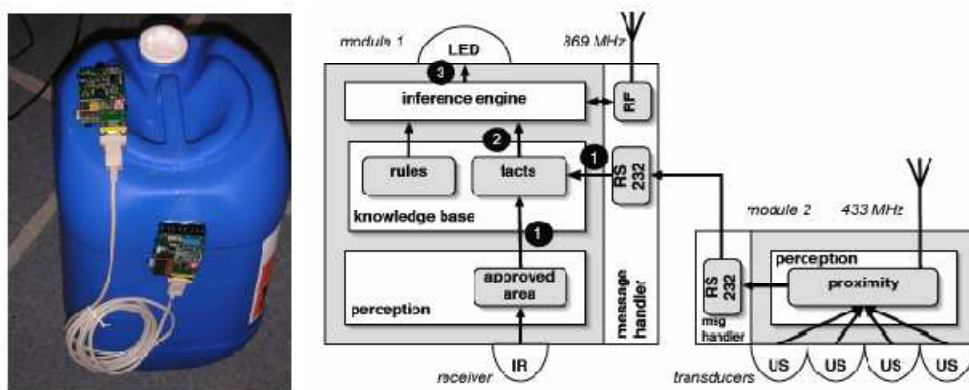 module 1
LED
869 MHz
3
inference engine
RF
2
1
rules
facts
RS
232
knowledge base
1
module 2
433 MHz
approved
area
perception
message
handler
perception
proximity
RS
232
msg
handler
receiver
IR
transducers
US
US
US
US